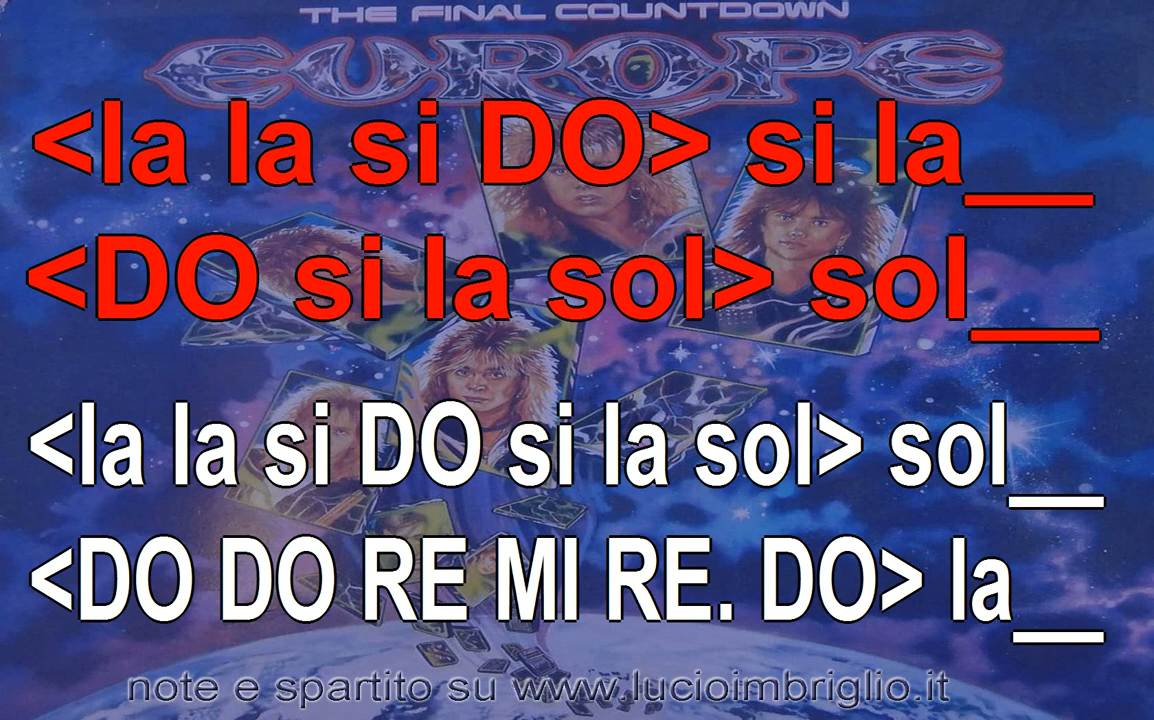 THE FINAL COUNTDOWN
EUROPE
<la la si DO> si la__
<DO si la sol> sol__
<la la si DO si la sol> sol__
<DO DO RE MI RE. DO> la__
note e spartito su www.lucioimbriglio.it